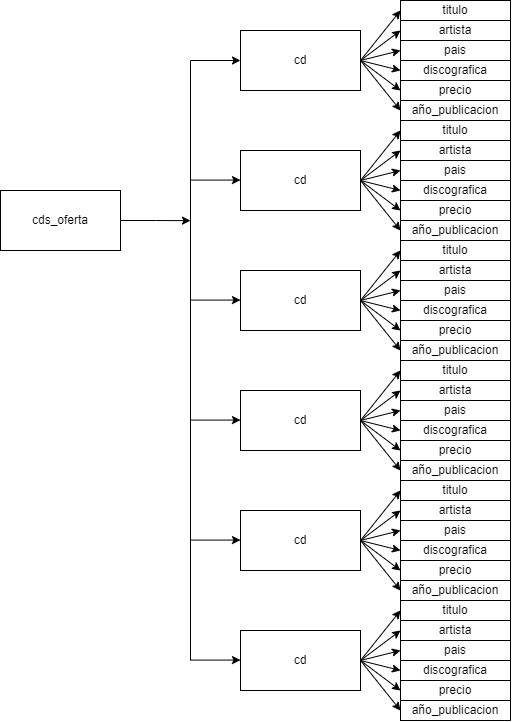 cds_oferta
cd
titulo
artista
pais
discografica
precio
año_publicacion
cd
titulo
artista
pais
discografica
precio
año_publicacion
cd
titulo
artista
pais
discografica
precio
año_publicacion
cd
titulo
artista
pais
discografica
precio
año_publicacion
cd
titulo
artista
pais
discografica
precio
año_publicacion
cd
titulo
artista
pais
discografica
precio
año_publicacion